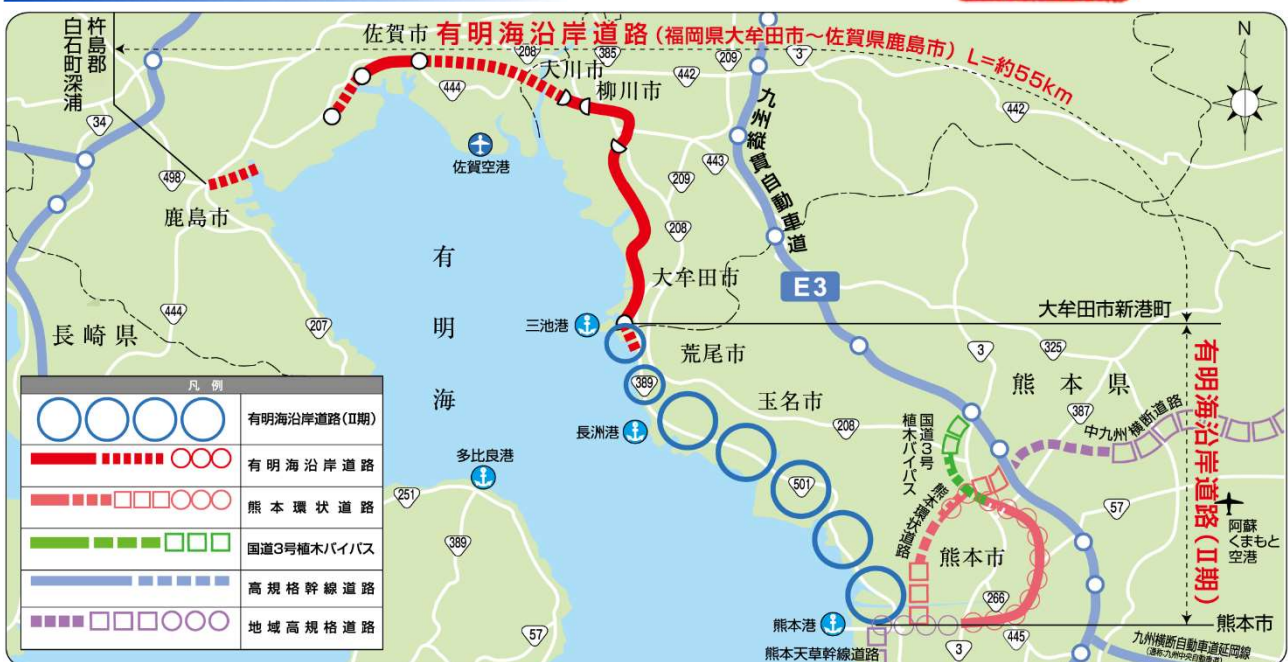 杵島郡
白石町深浦
佐賀市
有明海沿岸道路(福岡県大牟田市～佐賀県鹿島市) L=約55km
N
208
385
3
209
大川市
442
444
柳川市
442
34
佐賀空港
443
九州縦貫自動車道
498
209
鹿島市
208
有明海
大牟田市
E3
444
三池港
大牟田市新港町
長崎県
207
荒尾市
3
325
熊本県
389
玉名市
387
中九州横断道路
有明海沿岸道路(Ⅱ期)
凡例
有明海沿岸道路(Ⅱ期)
有明海沿岸道路
熊本環状道路
国道3号植木バイパス
高規格幹線道路
地域高規格道路
長洲港
208
国道3号
植木バイパス
多比良港
251
501
熊本環状道路
57
阿蘇
くまもと
空港
389
熊本市
266
57
熊本港
熊本市
445
3
熊本天草幹線道路
九州横断自動車道延岡線
(通称:九州中央自動車道)